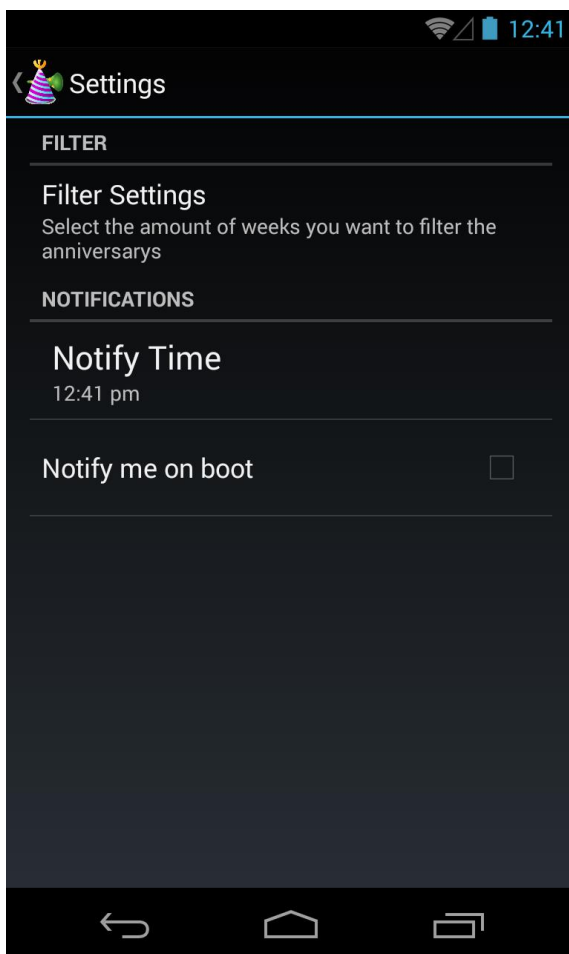 12:41
Settings
FILTER
Filter Settings
Select the amount of weeks you want to filter the
anniversarys
NOTIFICATIONS
Notify Time
12:41 pm
Notify me on boot